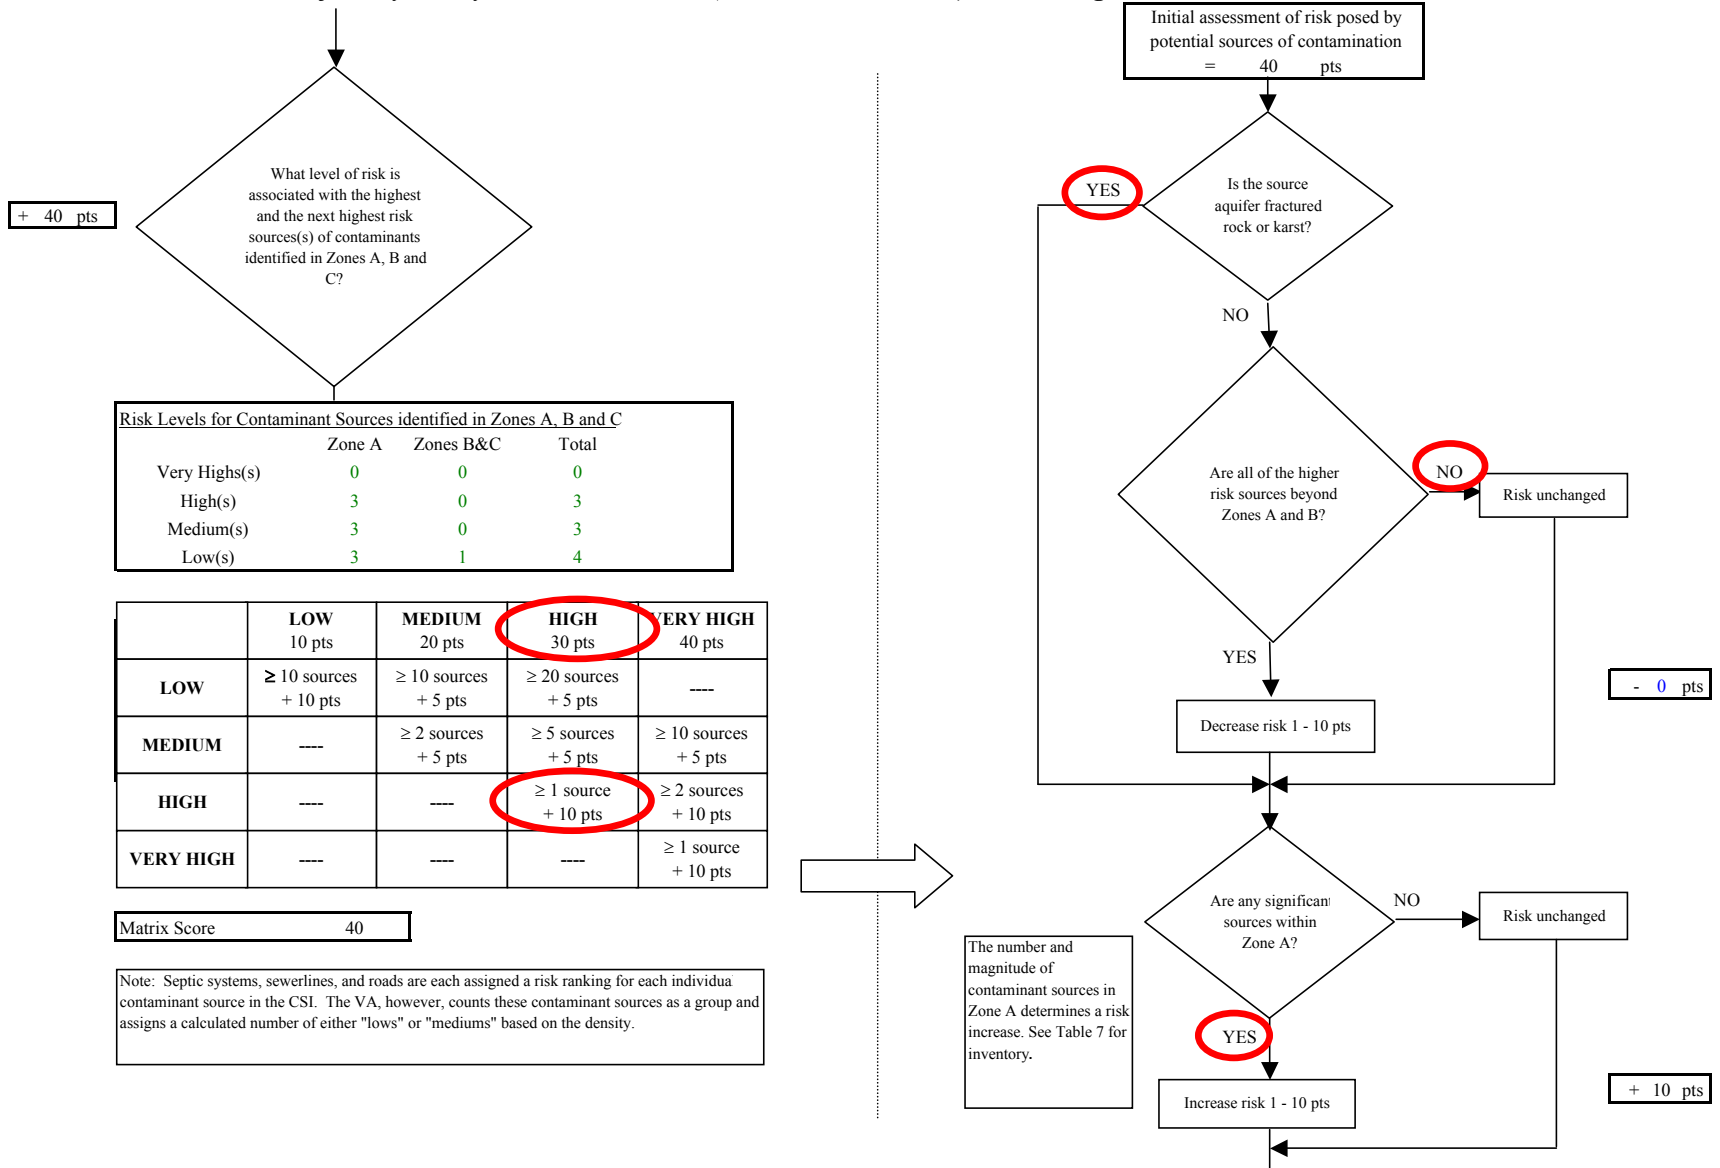 + 40 pts
What level of risk is
associated with the highest
and the next highest risk
sources(s) of contaminants
identified in Zones A, B and
C?
Risk Levels for Contaminant Sources identified in Zones A, B and C
Zone A Zones B&C Total
Very Highs(s) 0 0 0
High(s) 3 0 3
Medium(s) 3 0 3
Low(s) 3 1 4
LOW MEDIUM HIGH VERY HIGH
10 pts 20 pts 30 pts 40 pts
LOW ≥ 10 sources + 10 pts ≥ 10 sources + 5 pts ≥ 20 sources + 5 pts ----
MEDIUM ---- ≥ 2 sources + 5 pts ≥ 5 sources + 5 pts ≥ 10 sources + 5 pts
HIGH ---- ---- ≥ 1 source + 10 pts ≥ 2 sources + 10 pts
VERY HIGH ---- ---- ---- ≥ 1 source + 10 pts
Matrix Score 40
Note: Septic systems, sewerlines, and roads are each assigned a risk ranking for each individua
contaminant source in the CSI. The VA, however, counts these contaminant sources as a group and
assigns a calculated number of either "lows" or "mediums" based on the density.
Initial assessment of risk posed by
potential sources of contamination
= 40 pts
YES
Is the source
aquifer fractured
rock or karst?
NO
Are all of the higher
risk sources beyond
Zones A and B?
NO
Risk unchanged
YES
- 0 pts
Decrease risk 1 - 10 pts
Are any significant
sources within
Zone A?
NO
Risk unchanged
The number and
magnitude of
contaminant sources in
Zone A determines a risk
increase. See Table 7 for
inventory.
YES
+ 10 pts
Increase risk 1 - 10 pts